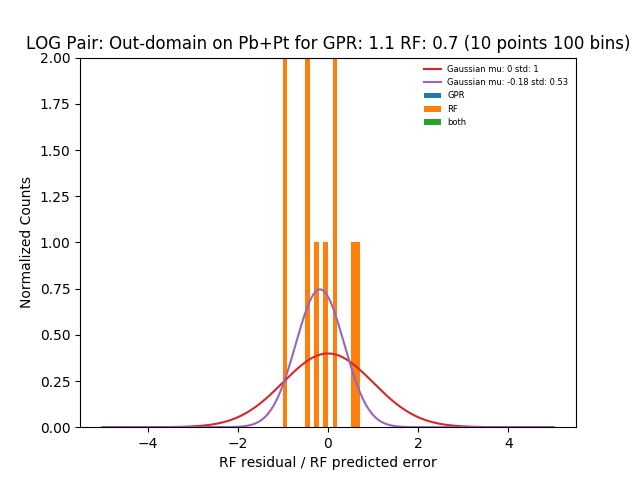 LOG Pair: Out-domain on Pb+Pt for GPR: 1.1 RF: 0.7 (10 points 100 bins)
Gaussian mu: 0 std: 1
Gaussian mu: -0.18 std: 0.53
GPR
RF
both
Normalized Counts
2.00
1.75
1.50
1.25
1.00
0.75
0.50
0.25
0.00
−4
−2
0
2
4
RF residual / RF predicted error